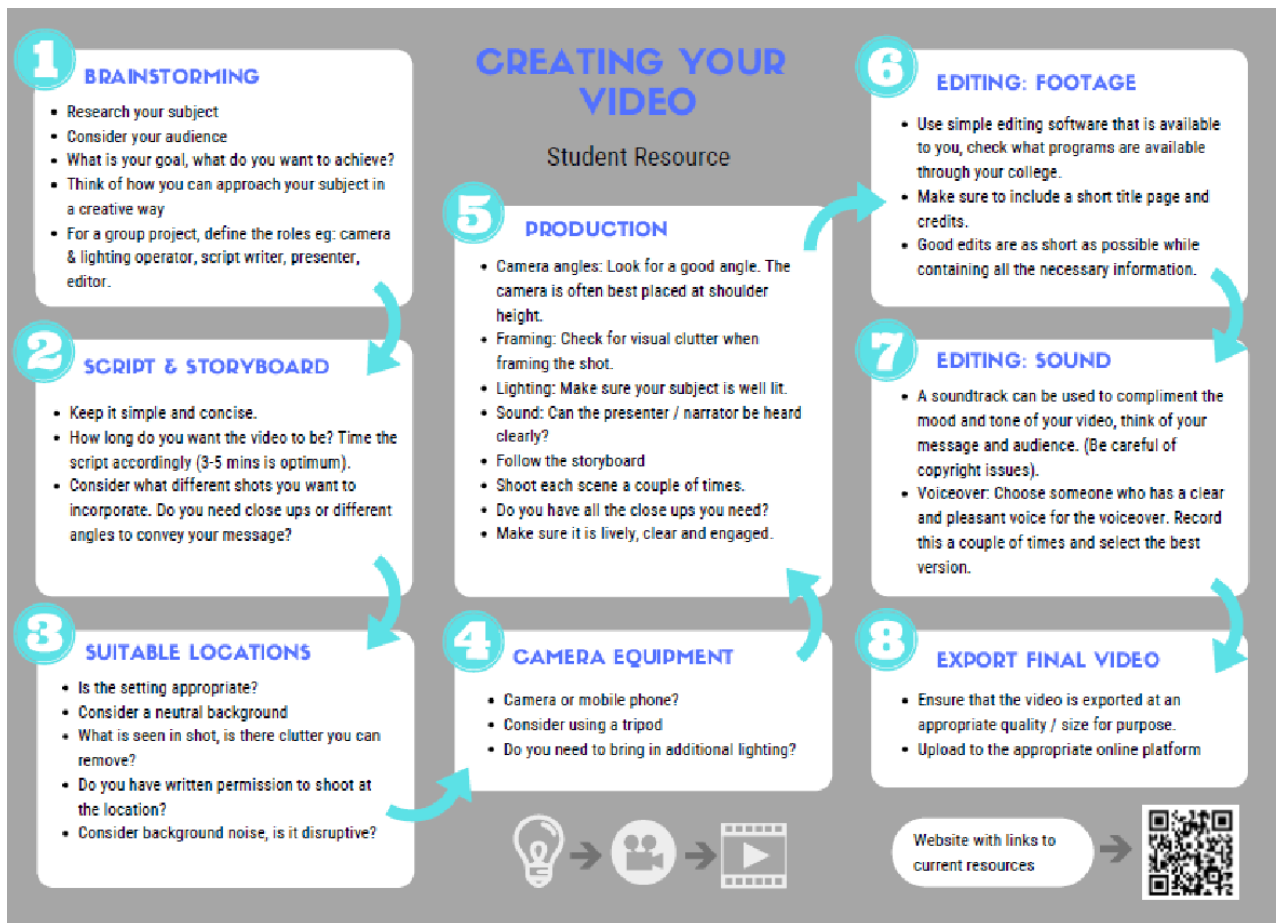 CREATING YOUR
VIDEO
Student Resource
1
BRAINSTORMING
• Research your subject
• Consider your audience
• What is your goal, what do you want to achieve?
• Think of how you can approach your subject in
a creative way
• For a group project, define the roles eg: camera
& lighting operator, script writer, presenter,
editor.
2
SCRIPT & STORYBOARD
• Keep it simple and concise.
• How long do you want the video to be? Time the
script accordingly (3-5 mins is optimum).
• Consider what different shots you want to
incorporate. Do you need close ups or different
angles to convey your message?
3
SUITABLE LOCATIONS
• Is the setting appropriate?
• Consider a neutral background
• What is seen in shot, is there clutter you can
remove?
• Do you have written permission to shoot at
the location?
• Consider background noise, is it disruptive?
4
CAMERA EQUIPMENT
• Camera or mobile phone?
• Consider using a tripod
• Do you need to bring in additional lighting?
5
PRODUCTION
• Camera angles: Look for a good angle. The
camera is often best placed at shoulder
height.
• Framing: Check for visual clutter when
framing the shot.
• Lighting: Make sure your subject is well lit.
• Sound: Can the presenter / narrator be heard
clearly?
• Follow the storyboard
• Shoot each scene a couple of times.
• Do you have all the close ups you need?
• Make sure it is lively, clear and engaged.
6
EDITING: FOOTAGE
• Use simple editing software that is available
to you, check what programs are available
through your college.
• Make sure to include a short title page and
credits.
• Good edits are as short as possible while
containing all the necessary information.
7
EDITING: SOUND
• A soundtrack can be used to compliment the
mood and tone of your video, think of your
message and audience. (Be careful of
copyright issues).
• Voiceover: Choose someone who has a clear
and pleasant voice for the voiceover. Record
this a couple of times and select the best
version.
8
EXPORT FINAL VIDEO
• Ensure that the video is exported at an
appropriate quality / size for purpose.
• Upload to the appropriate online platform
Website with links to
current resources